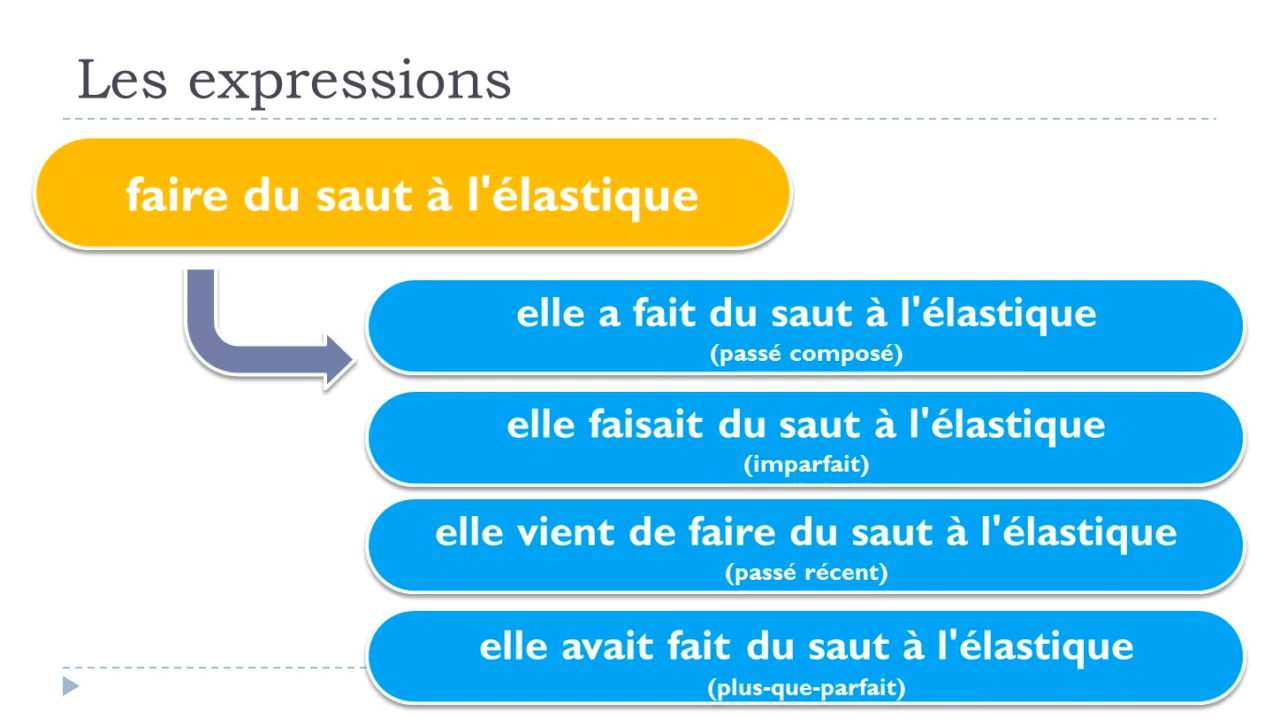 Les expressions
faire du saut à l'élastique
elle a fait du saut à l'élastique
(passé composé)
elle faisait du saut à l'élastique
(imparfait)
elle vient de faire du saut à l'élastique
(passé récent)
elle avait fait du saut à l'élastique
(plus-que-parfait)